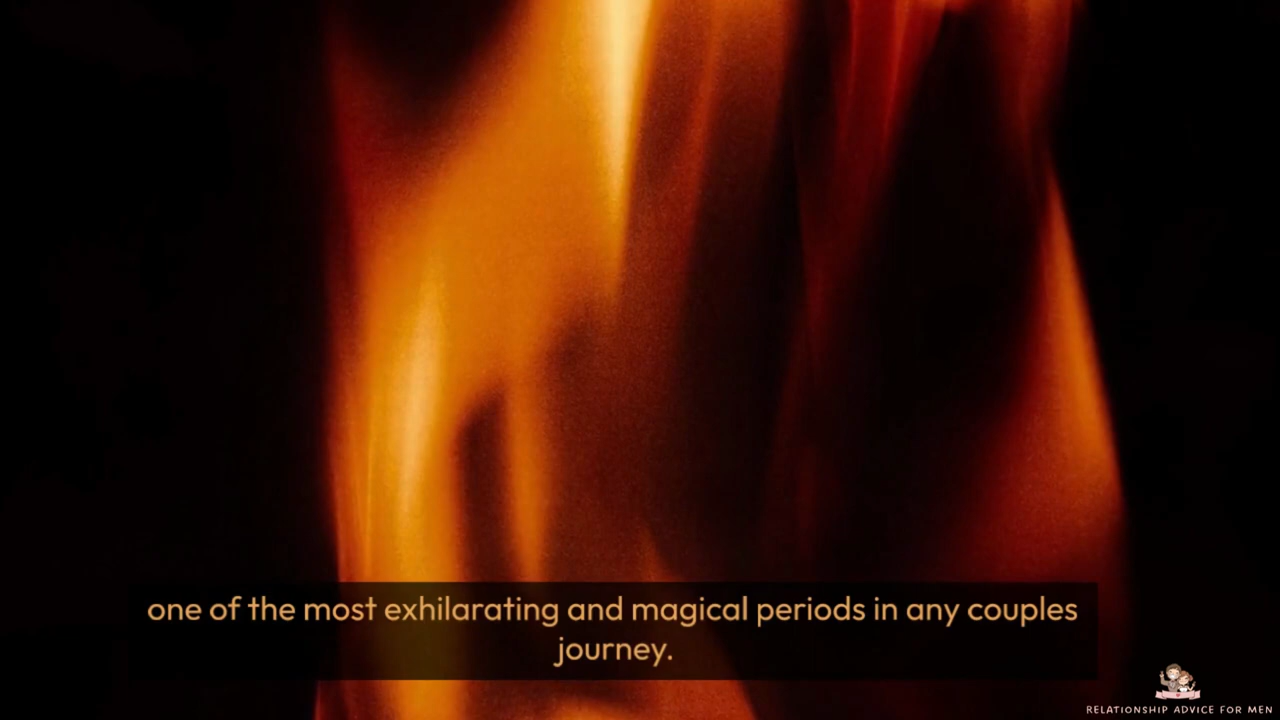 one of the most exhilarating and magical periods in any couples
journey.
RELATIONSHIP ADVICE FOR MEN